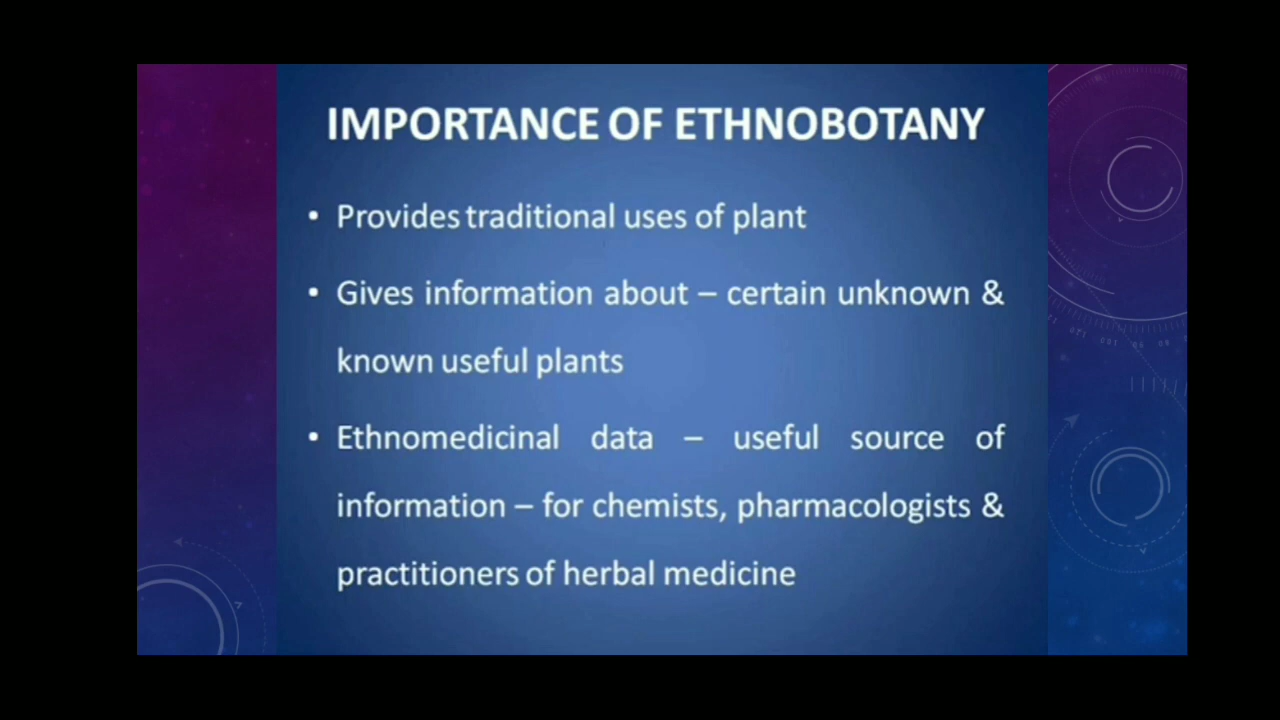 IMPORTANCE OF ETHNOBOTANY
• Provides traditional uses of plant
• Gives information about – certain unknown &
known useful plants
• Ethnomedicinal data – useful source of
information – for chemists, pharmacologists &
practitioners of herbal medicine